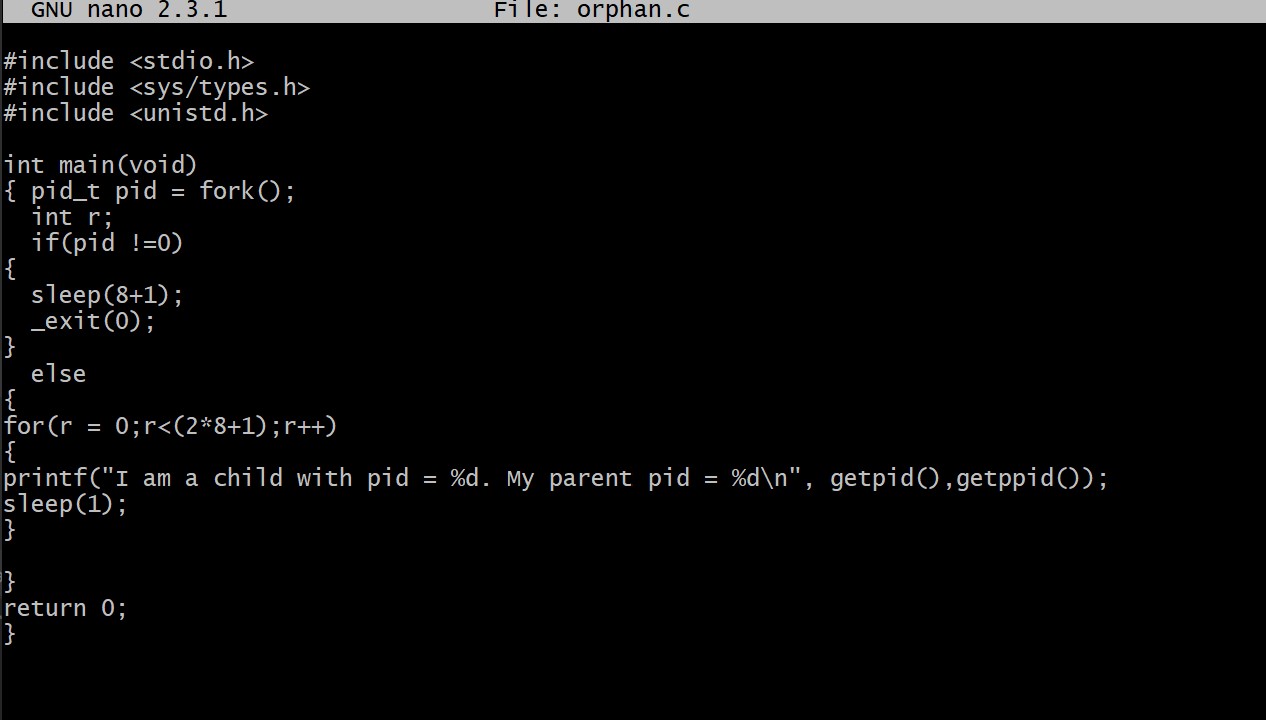 GNU nano 2.3.1 File: orphan.c
#include <stdio.h>
#include <sys/types.h>
#include <unistd.h>
int main(void)
{ pid_t pid = fork();
int r;
if(pid !=0)
{
sleep(8+1);
_exit(0);
}
else
{
for(r = 0;r<(2*8+1);r++)
{
printf("I am a child with pid = %d. My parent pid = %d\n", getpid(),getppid());
sleep(1);
}
}
return 0;
}